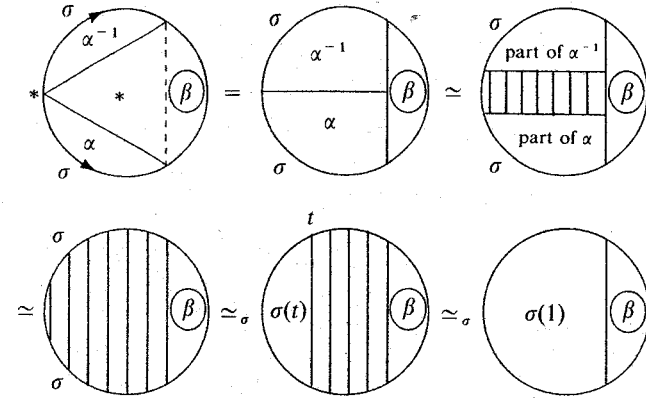 σ σ σ
α⁻¹ α⁻¹ part of α⁻¹
* * β = β ≃ β
α α part of α
σ σ σ
σ t
≃ β ≃σ σ(t) β ≃σ σ(1) β
σ